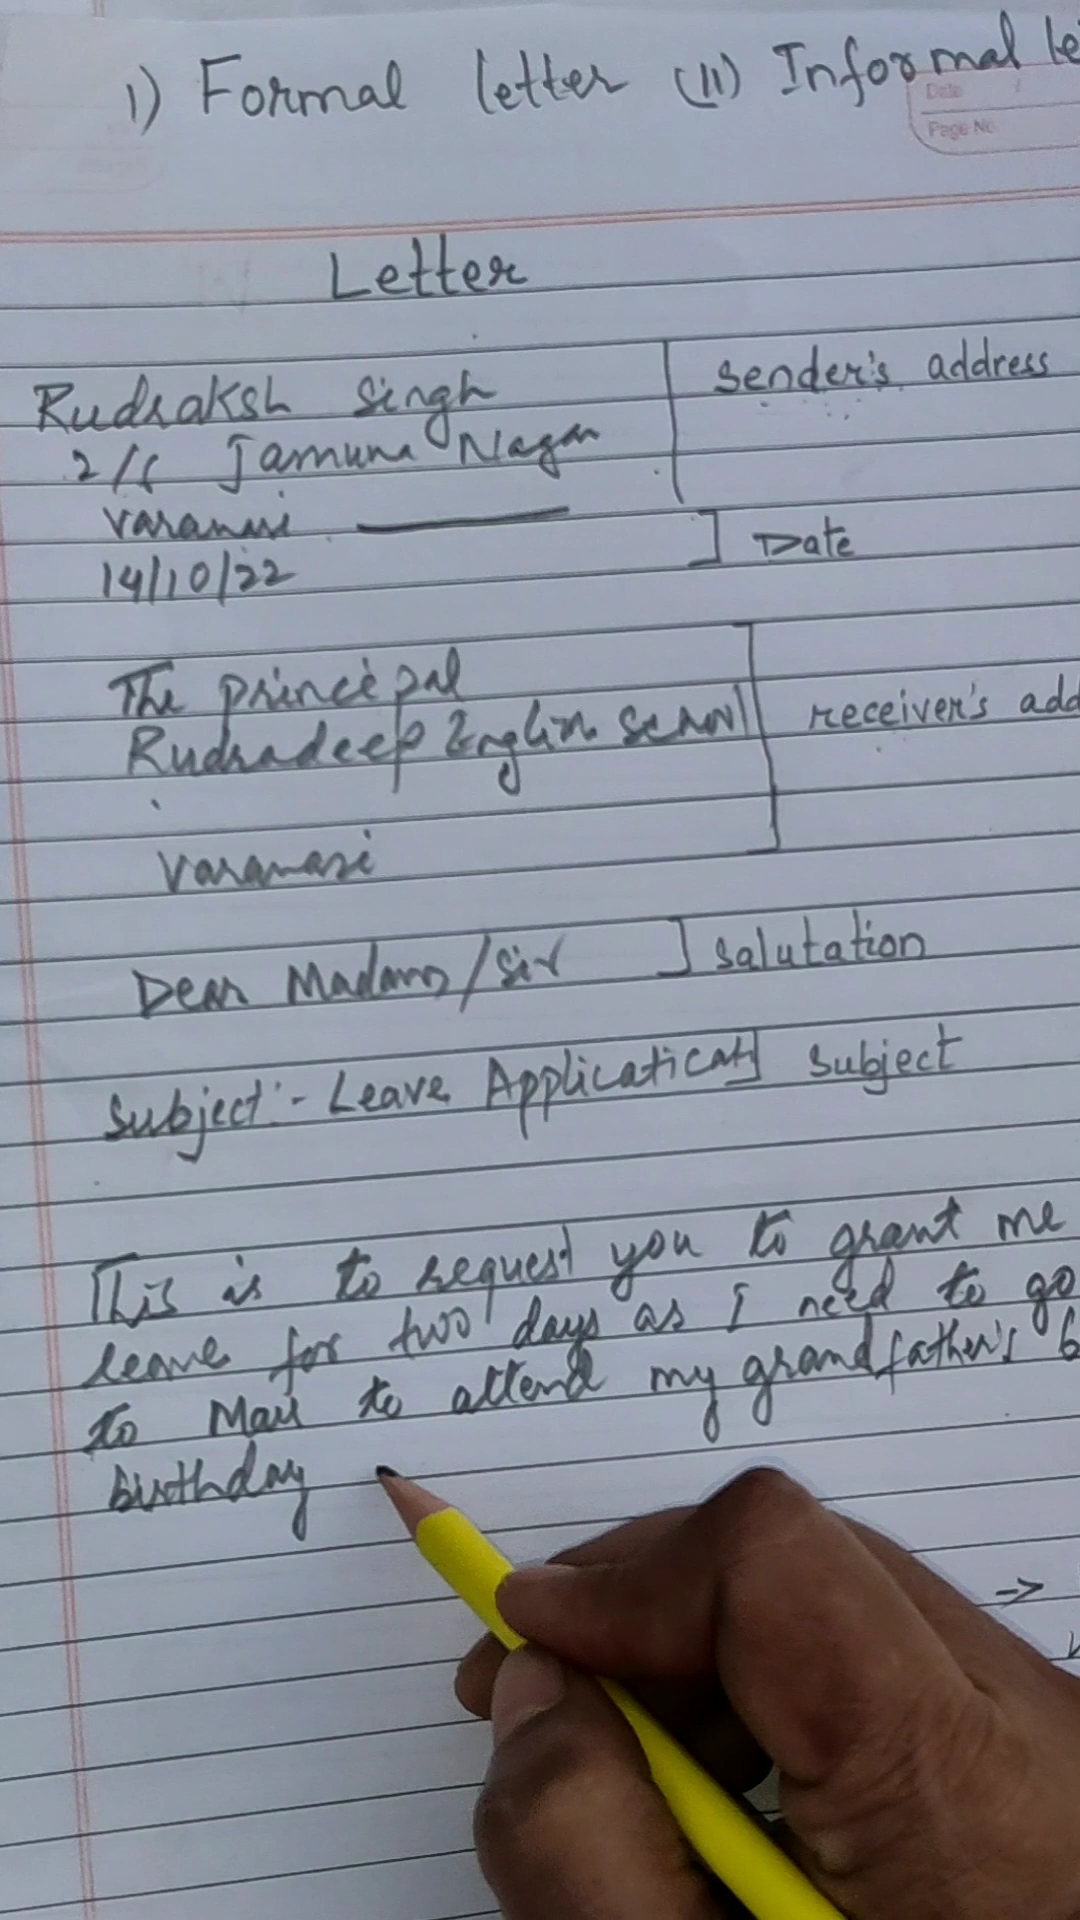 1) Formal letter (II) Informal le
Date
Page No
Letter
Rudraksh Singh
sender's address
Jamuna Nagar
varanasi
14/10/22
Date
The principal
Rudradeep English School
receiver's add
varanasi
Dear Madam/Sir
salutation
Subject:- Leave Application
subject
This is to request you to grant me
leave for two days as I need to go
to Mau to attend my grandfather's b
birthday